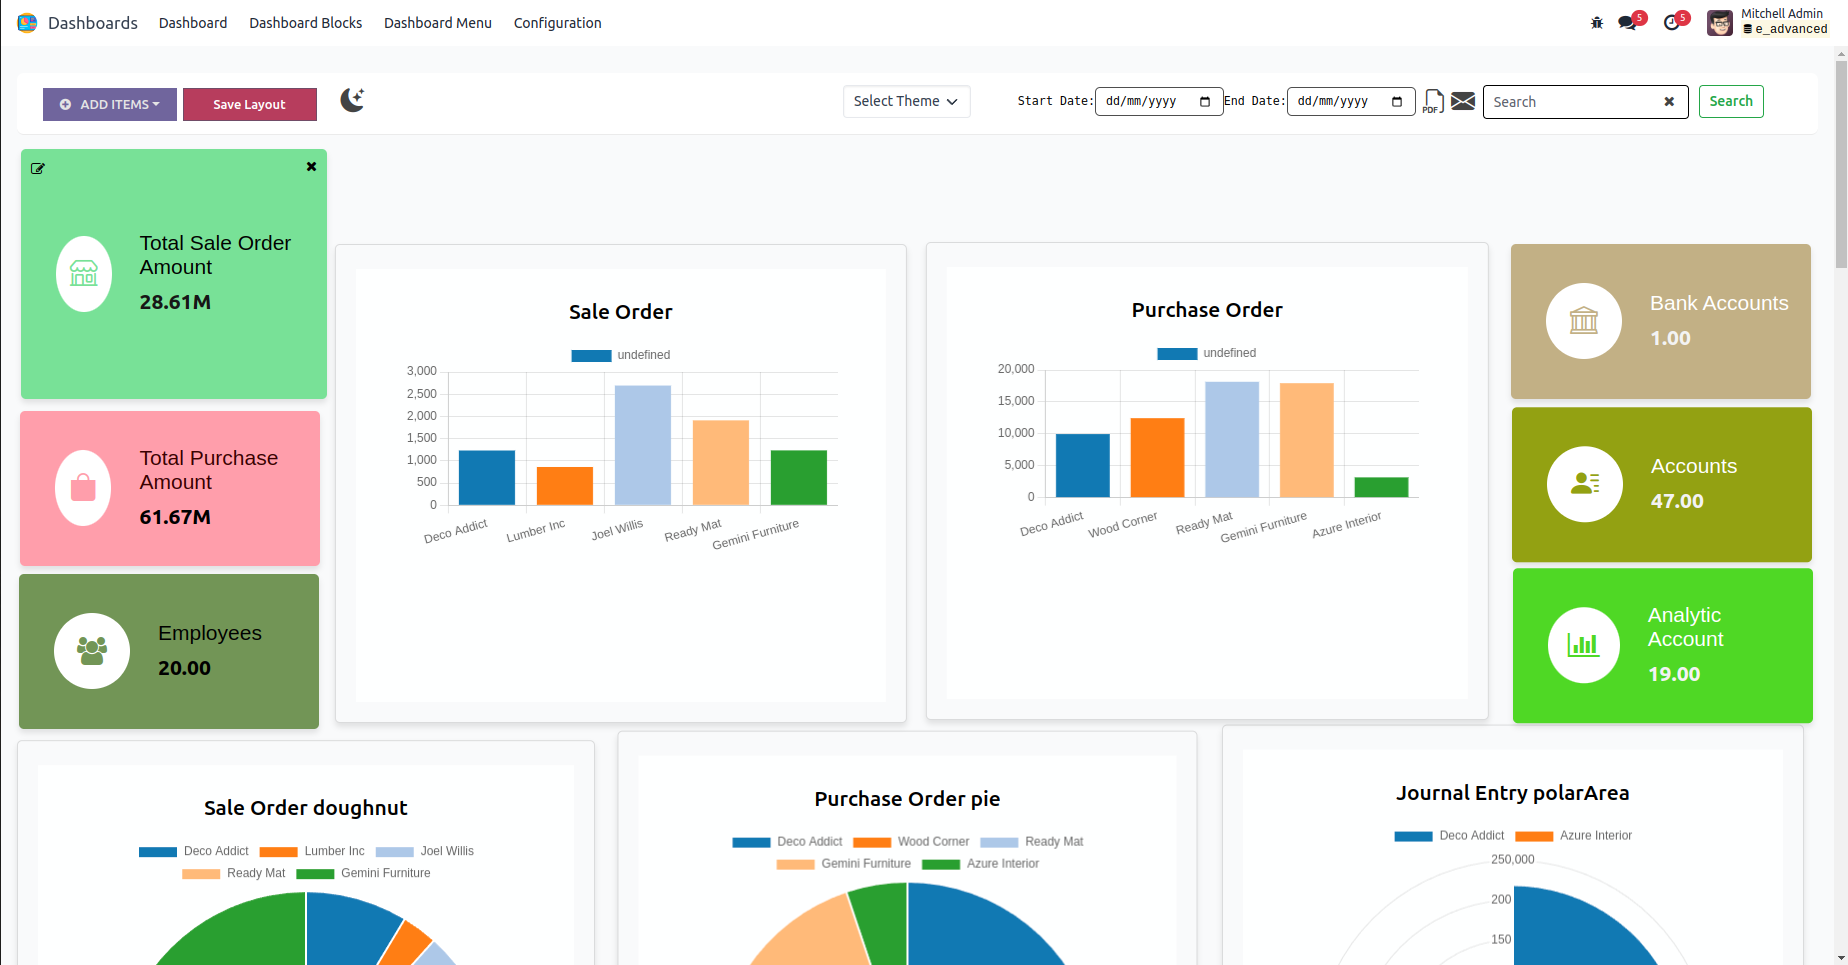 Dashboards Dashboard Dashboard Blocks Dashboard Menu Configuration
5 5 Mitchell Admin
e_advanced
ADD ITEMS Save Layout Select Theme Start Date: dd/mm/yyyy End Date: dd/mm/yyyy PDF Search Search
Total Sale Order
Amount
28.61M
Total Purchase
Amount
61.67M
Employees
20.00
Sale Order
undefined
3,000
2,500
2,000
1,500
1,000
500
0
Deco Addict Lumber Inc Joel Willis Ready Mat Gemini Furniture
Purchase Order
undefined
20,000
15,000
10,000
5,000
0
Deco Addict Wood Corner Ready Mat Gemini Furniture Azure Interior
Bank Accounts
1.00
Accounts
47.00
Analytic
Account
19.00
Sale Order doughnut
Deco Addict Lumber Inc Joel Willis
Ready Mat Gemini Furniture
Purchase Order pie
Deco Addict Wood Corner Ready Mat
Gemini Furniture Azure Interior
Journal Entry polarArea
Deco Addict Azure Interior
250,000
200
150